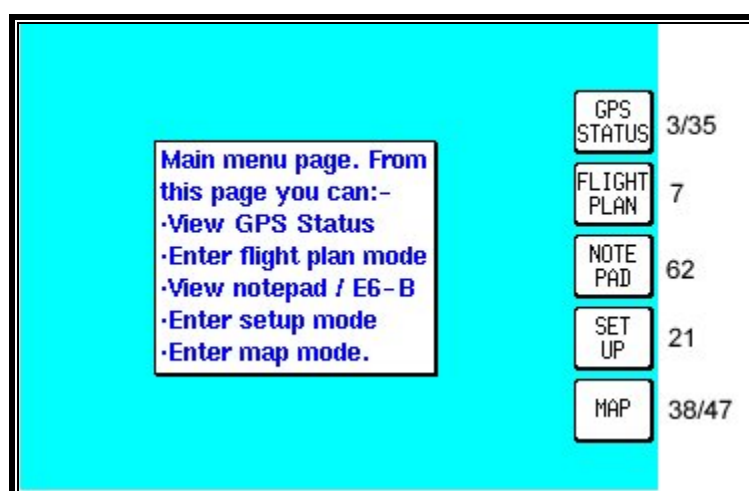 Main menu page. From
this page you can:-
·View GPS Status
·Enter flight plan mode
·View notepad / E6-B
·Enter setup mode
·Enter map mode.
GPS
STATUS
3/35
FLIGHT
PLAN
7
NOTE
PAD
62
SET
UP
21
MAP
38/47